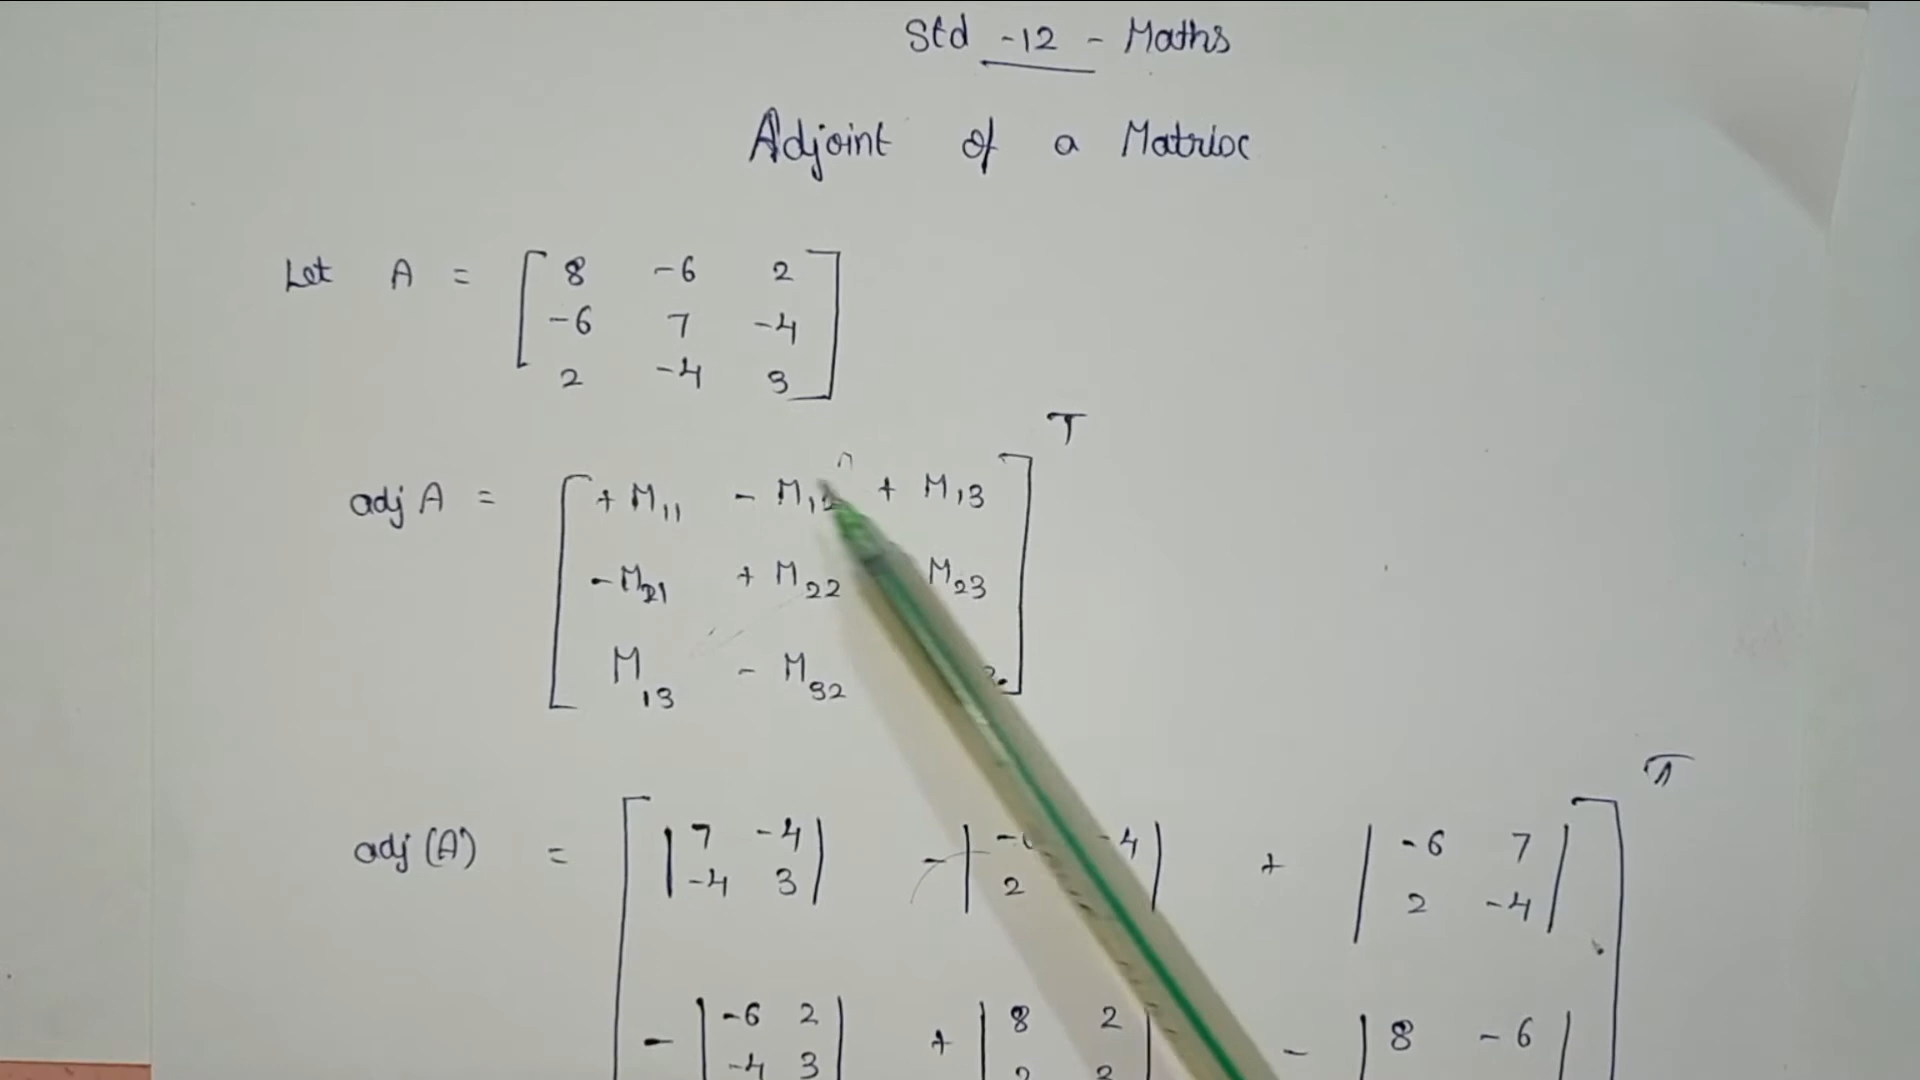 Std - 12 - Maths
Adjoint of a Matrix
Let A = [ 8 -6 2
-6 7 -4
2 -4 3 ]
adj A = [ + M11 - M12 + M13 ] T
- M21 + M22 M23
M13 - M32
adj (A) = [ | 7 -4 | - | -4 | + | -6 7 | ] T
| -4 3 | | 2 | | 2 -4 |
- | -6 2 | + | 8 2 | - | 8 -6 |
| -4 3 |